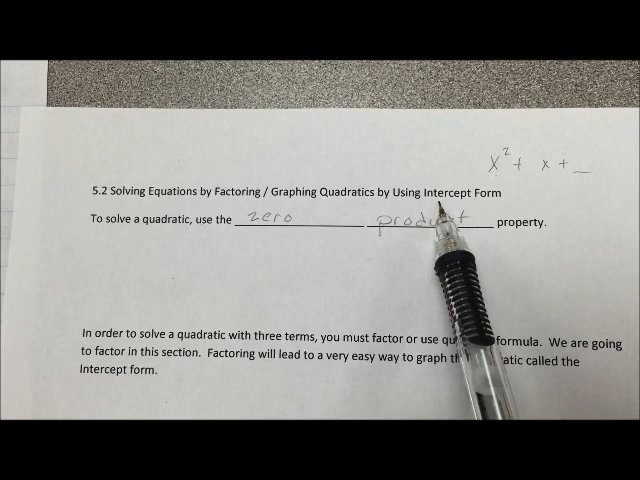 x² + x + _
5.2 Solving Equations by Factoring / Graphing Quadratics by Using Intercept Form
To solve a quadratic, use the zero product property.
In order to solve a quadratic with three terms, you must factor or use qu formula. We are going
to factor in this section. Factoring will lead to a very easy way to graph th atic called the
Intercept form.